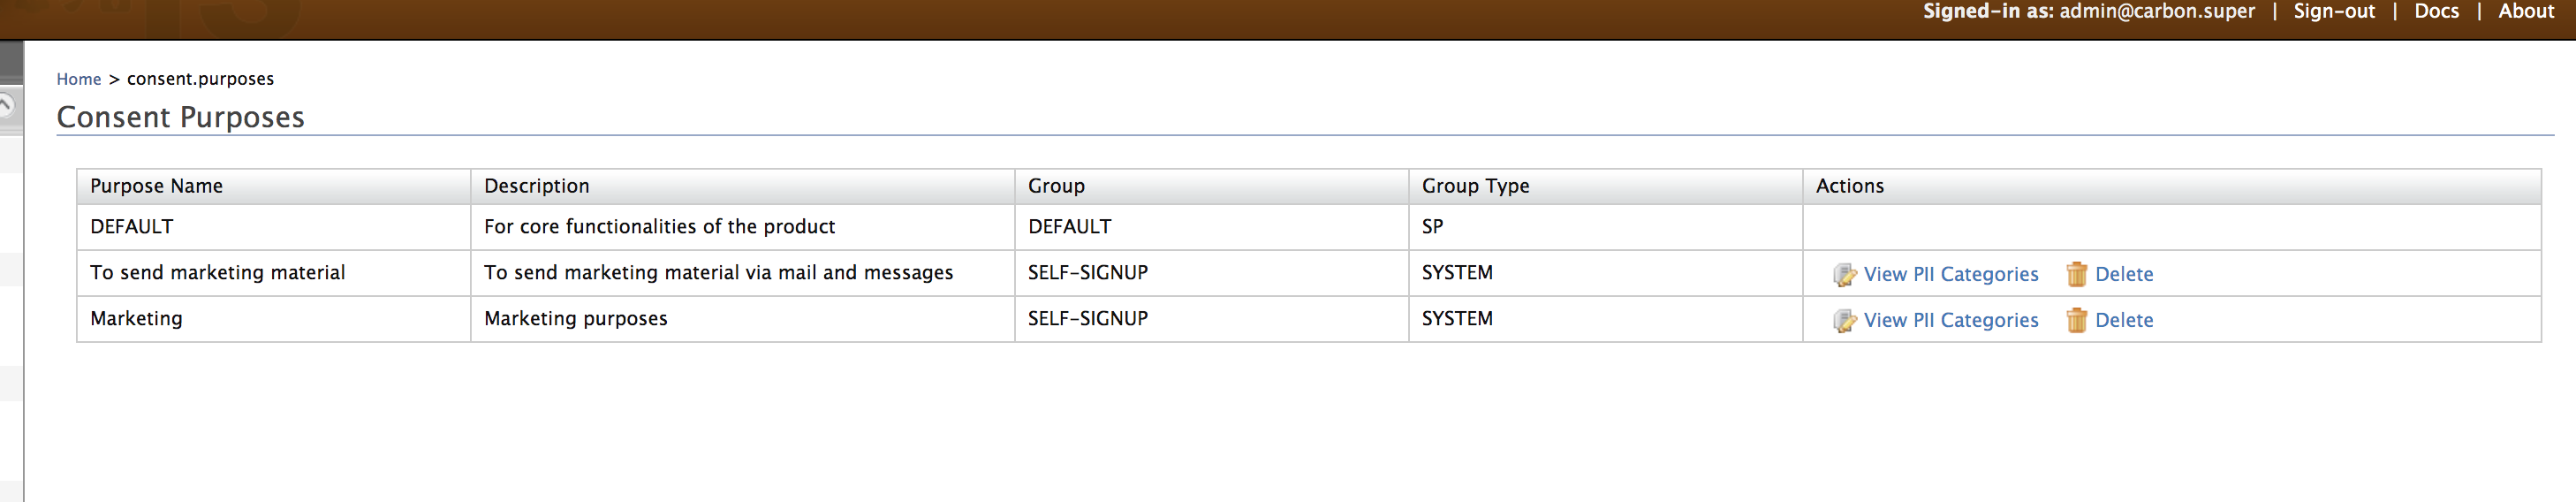 Signed-in as: admin@carbon.super | Sign-out | Docs | About
Home > consent.purposes
Consent Purposes
Purpose Name Description Group Group Type Actions
DEFAULT For core functionalities of the product DEFAULT SP
To send marketing material To send marketing material via mail and messages SELF-SIGNUP SYSTEM View PII Categories Delete
Marketing Marketing purposes SELF-SIGNUP SYSTEM View PII Categories Delete